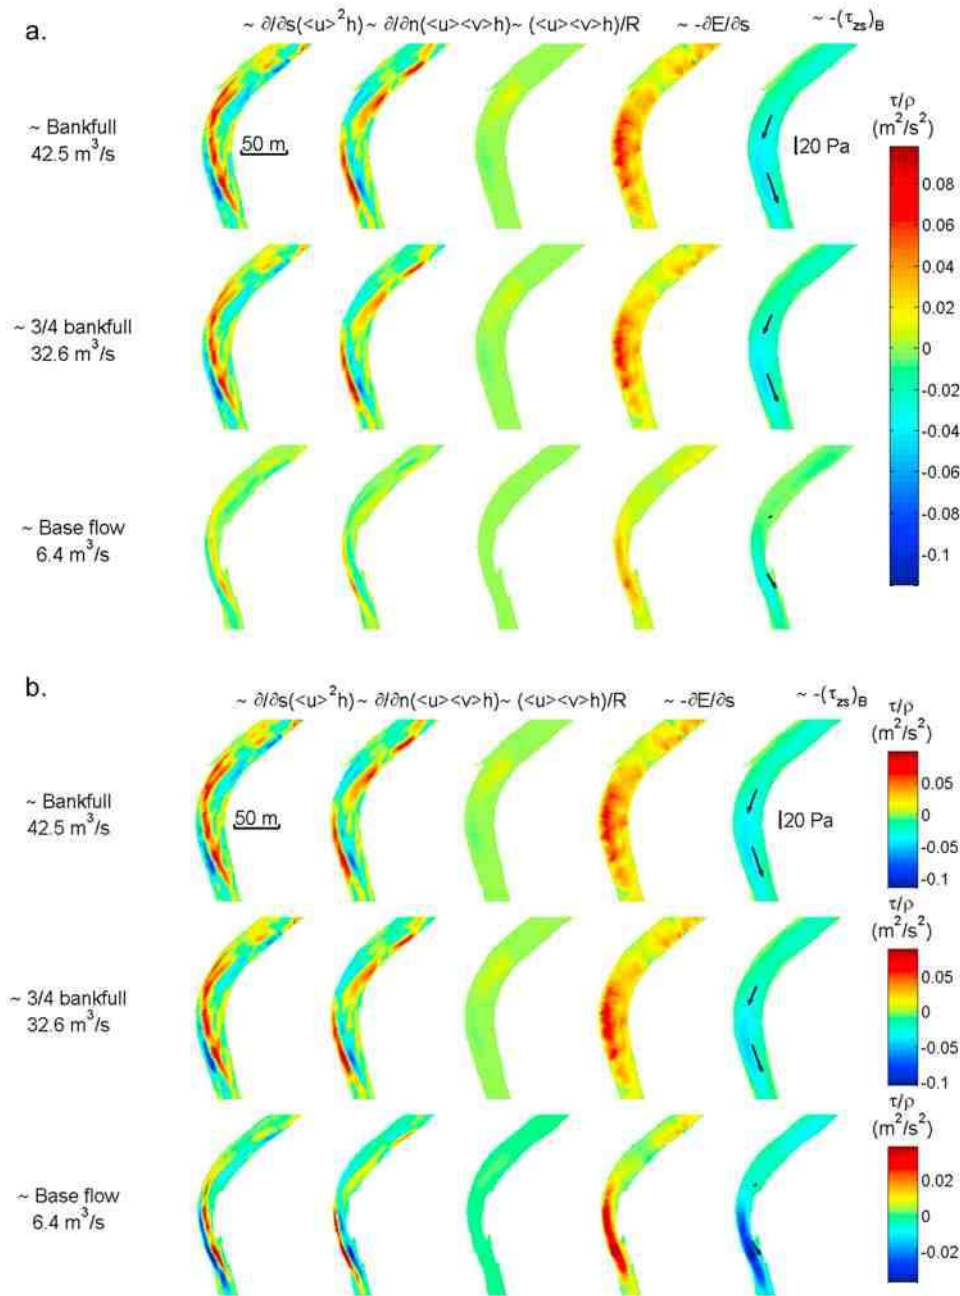 a.
~ ∂/∂s(<u>²h) ~ ∂/∂n(<u><v>h) ~ (<u><v>h)/R ~ -∂E/∂s ~ -(τzs)B
τ/ρ
(m²/s²)
~ Bankfull
42.5 m³/s
50 m
20 Pa
0.08
0.06
0.04
0.02
0
-0.02
-0.04
-0.06
-0.08
-0.1
~ 3/4 bankfull
32.6 m³/s
~ Base flow
6.4 m³/s
b.
~ ∂/∂s(<u>²h) ~ ∂/∂n(<u><v>h) ~ (<u><v>h)/R ~ -∂E/∂s ~ -(τzs)B
τ/ρ
(m²/s²)
~ Bankfull
42.5 m³/s
50 m
20 Pa
0.05
0
-0.05
-0.1
τ/ρ
(m²/s²)
~ 3/4 bankfull
32.6 m³/s
0.05
0
-0.05
-0.1
τ/ρ
(m²/s²)
~ Base flow
6.4 m³/s
0.02
0
-0.02